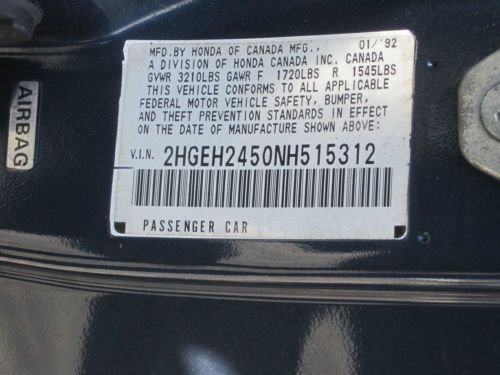 MFD.BY HONDA OF CANADA MFG., 01/'92
A DIVISION OF HONDA CANADA INC. CANADA
GVWR 3210LBS GAWR F 1720LBS R 1545LBS
THIS VEHICLE CONFORMS TO ALL APPLICABLE
FEDERAL MOTOR VEHICLE SAFETY, BUMPER,
AND THEFT PREVENTION STANDARDS IN EFFECT
ON THE DATE OF MANUFACTURE SHOWN ABOVE:
V.I.N. 2HGEH2450NH515312
PASSENGER CAR
AIRBAG